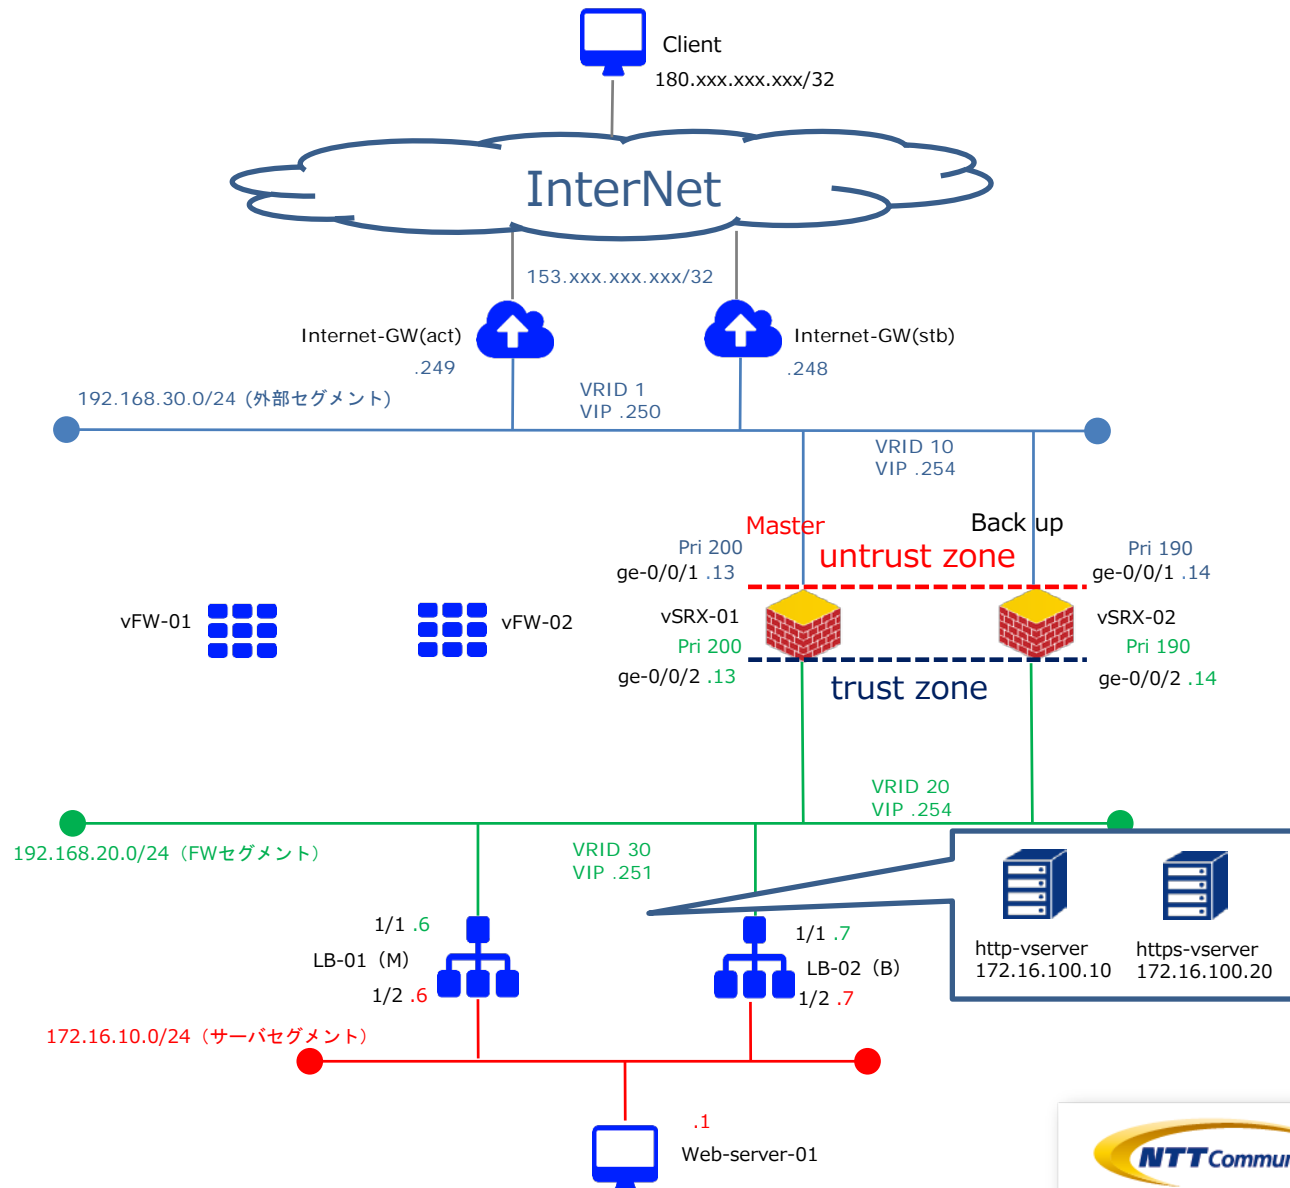 Client
180.xxx.xxx.xxx/32
InterNet
153.xxx.xxx.xxx/32
Internet-GW(act)
.249
Internet-GW(stb)
.248
192.168.30.0/24 (外部セグメント)
VRID 1
VIP .250
VRID 10
VIP .254
Master
Back up
Pri 200
untrust zone
Pri 190
ge-0/0/1 .13
ge-0/0/1 .14
vFW-01
vFW-02
vSRX-01
vSRX-02
Pri 200
Pri 190
ge-0/0/2 .13
trust zone
ge-0/0/2 .14
VRID 20
VIP .254
192.168.20.0/24（FWセグメント）
VRID 30
VIP .251
1/1 .6
LB-01（M）
1/2 .6
1/1 .7
LB-02（B）
1/2 .7
http-vserver
172.16.100.10
https-vserver
172.16.100.20
172.16.10.0/24（サーバセグメント）
.1
Web-server-01
NTT Commu